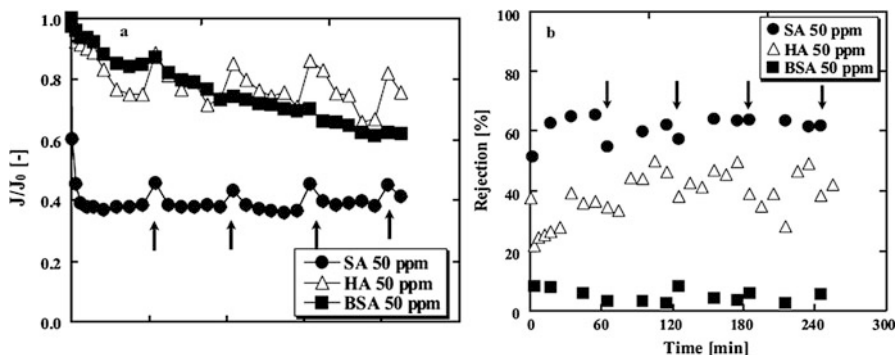 a
1.0
0.8
0.6
0.4
0.2
0.0
J/J0 [-]
SA 50 ppm
HA 50 ppm
BSA 50 ppm
b
100
80
60
40
20
0
Rejection [%]
SA 50 ppm
HA 50 ppm
BSA 50 ppm
0 60 120 180 240 300
Time [min]